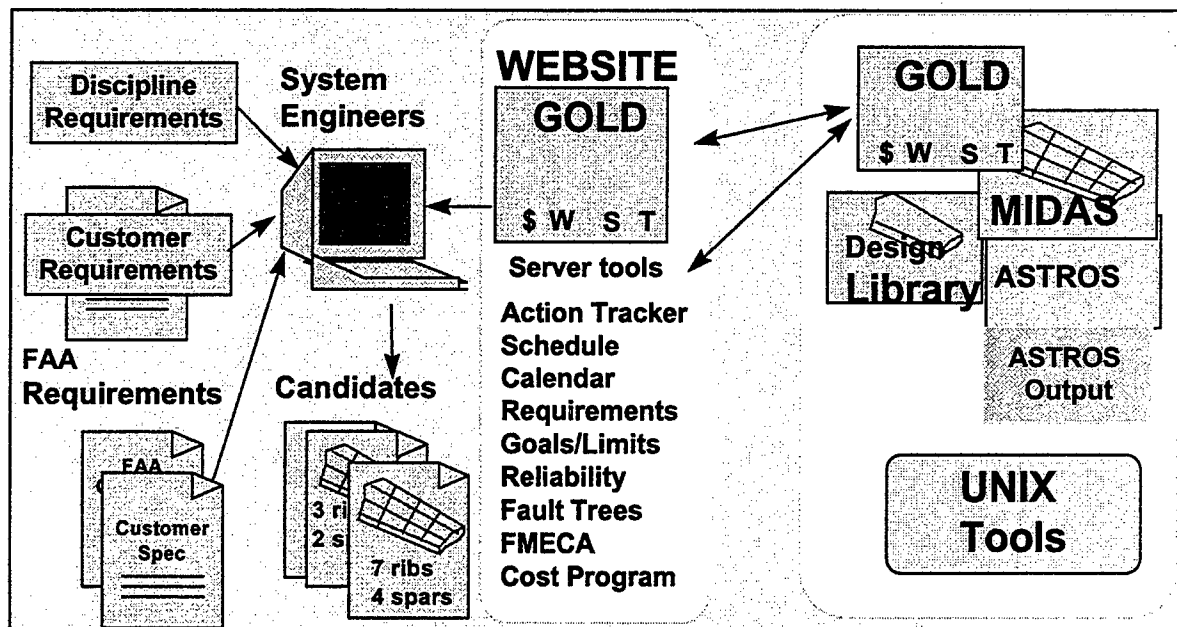 Discipline
Requirements
Customer
Requirements
FAA
Requirements
FAA
Customer
Spec
System
Engineers
Candidates
3 ri
2 s
7 ribs
4 spars
WEBSITE
GOLD
$ W S T
Server tools
Action Tracker
Schedule
Calendar
Requirements
Goals/Limits
Reliability
Fault Trees
FMECA
Cost Program
GOLD
$ W S T
MIDAS
Design
Library
ASTROS
ASTROS
Output
UNIX
Tools